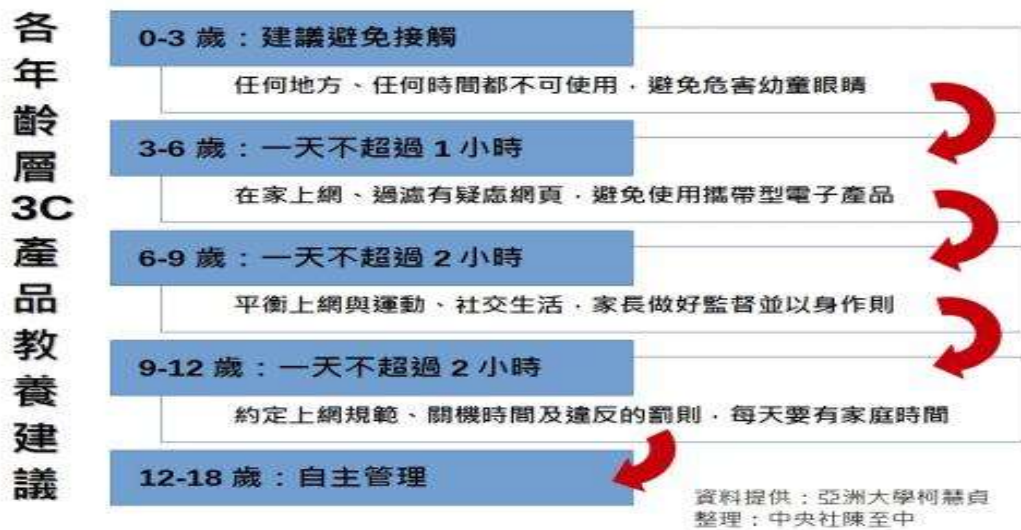 各年齡層3C產品教養建議
0-3 歲：建議避免接觸
任何地方、任何時間都不可使用，避免危害幼童眼睛
3-6 歲：一天不超過 1 小時
在家上網、過濾有疑慮網頁，避免使用攜帶型電子產品
6-9 歲：一天不超過 2 小時
平衡上網與運動、社交生活，家長做好監督並以身作則
9-12 歲：一天不超過 2 小時
約定上網規範、關機時間及違反的罰則，每天要有家庭時間
12-18 歲：自主管理
資料提供：亞洲大學柯慧貞
整理：中央社陳至中